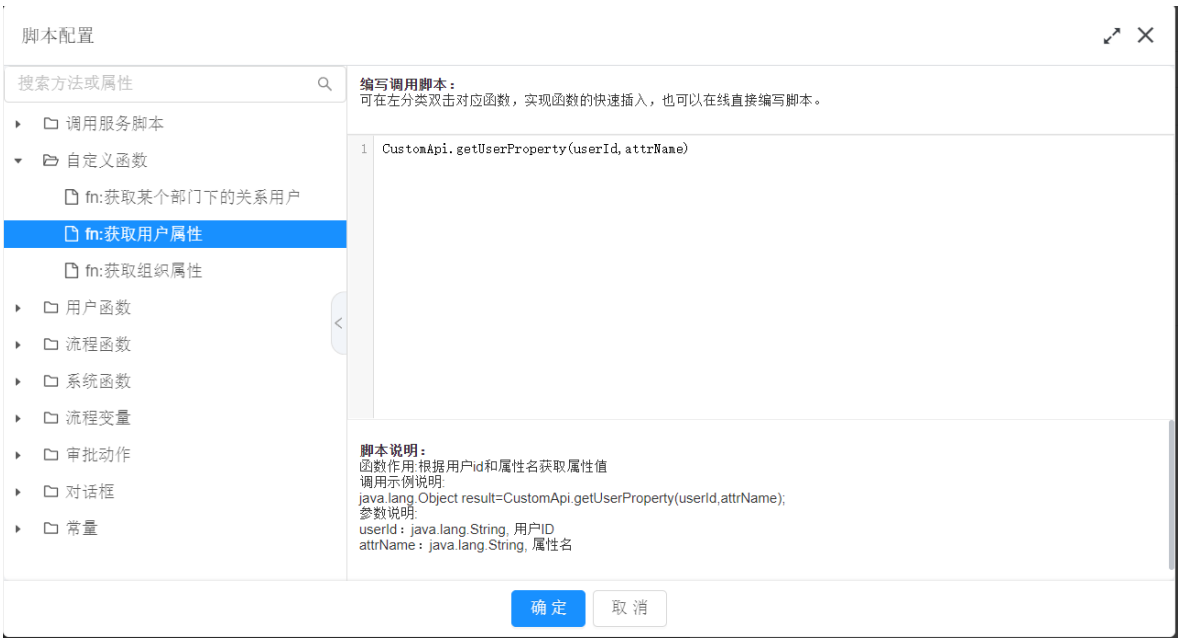 脚本配置
搜索方法或属性
调用服务脚本
自定义函数
fn:获取某个部门下的关系用户
fn:获取用户属性
fn:获取组织属性
用户函数
流程函数
系统函数
流程变量
审批动作
对话框
常量
编写调用脚本：
可在左分类双击对应函数，实现函数的快速插入，也可以在线直接编写脚本。
1 CustomApi.getUserProperty(userId,attrName)
脚本说明：
函数作用:根据用户id和属性名获取属性值
调用示例说明:
java.lang.Object result=CustomApi.getUserProperty(userId,attrName);
参数说明:
userId：java.lang.String, 用户ID
attrName：java.lang.String, 属性名
确 定
取 消